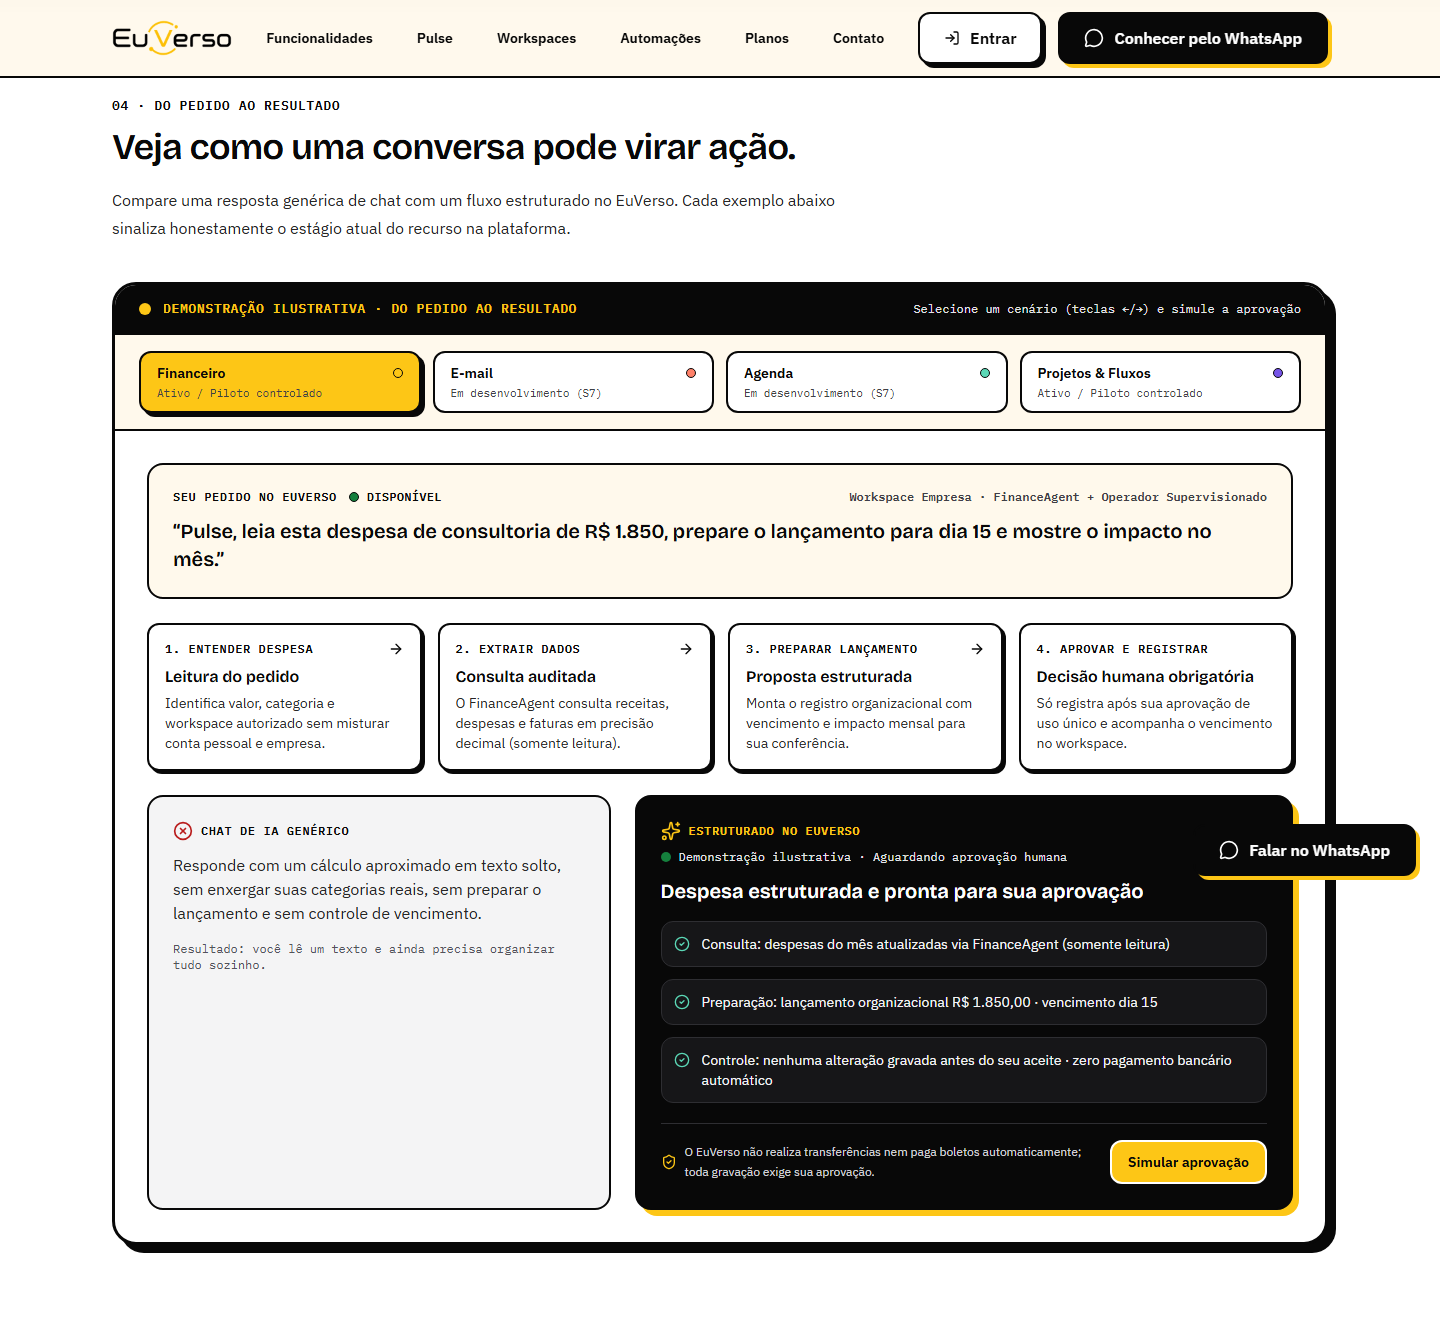 EuVerso
Funcionalidades
Pulse
Workspaces
Automações
Planos
Contato
Entrar
Conhecer pelo WhatsApp
04 · DO PEDIDO AO RESULTADO
Veja como uma conversa pode virar ação.
Compare uma resposta genérica de chat com um fluxo estruturado no EuVerso. Cada exemplo abaixo
sinaliza honestamente o estágio atual do recurso na plataforma.
DEMONSTRAÇÃO ILUSTRATIVA · DO PEDIDO AO RESULTADO
Selecione um cenário (teclas ←/→) e simule a aprovação
Financeiro
Ativo / Piloto controlado
E-mail
Em desenvolvimento (S7)
Agenda
Em desenvolvimento (S7)
Projetos & Fluxos
Ativo / Piloto controlado
SEU PEDIDO NO EUVERSO
DISPONÍVEL
Workspace Empresa · FinanceAgent + Operador Supervisionado
“Pulse, leia esta despesa de consultoria de R$ 1.850, prepare o lançamento para dia 15 e mostre o impacto no
mês.”
1. ENTENDER DESPESA
Leitura do pedido
Identifica valor, categoria e
workspace autorizado sem misturar
conta pessoal e empresa.
2. EXTRAIR DADOS
Consulta auditada
O FinanceAgent consulta receitas,
despesas e faturas em precisão
decimal (somente leitura).
3. PREPARAR LANÇAMENTO
Proposta estruturada
Monta o registro organizacional com
vencimento e impacto mensal para
sua conferência.
4. APROVAR E REGISTRAR
Decisão humana obrigatória
Só registra após sua aprovação de
uso único e acompanha o vencimento
no workspace.
CHAT DE IA GENÉRICO
Responde com um cálculo aproximado em texto solto,
sem enxergar suas categorias reais, sem preparar o
lançamento e sem controle de vencimento.
Resultado: você lê um texto e ainda precisa organizar
tudo sozinho.
ESTRUTURADO NO EUVERSO
Demonstração ilustrativa · Aguardando aprovação humana
Falar no WhatsApp
Despesa estruturada e pronta para sua aprovação
Consulta: despesas do mês atualizadas via FinanceAgent (somente leitura)
Preparação: lançamento organizacional R$ 1.850,00 · vencimento dia 15
Controle: nenhuma alteração gravada antes do seu aceite · zero pagamento bancário
automático
O EuVerso não realiza transferências nem paga boletos automaticamente;
toda gravação exige sua aprovação.
Simular aprovação